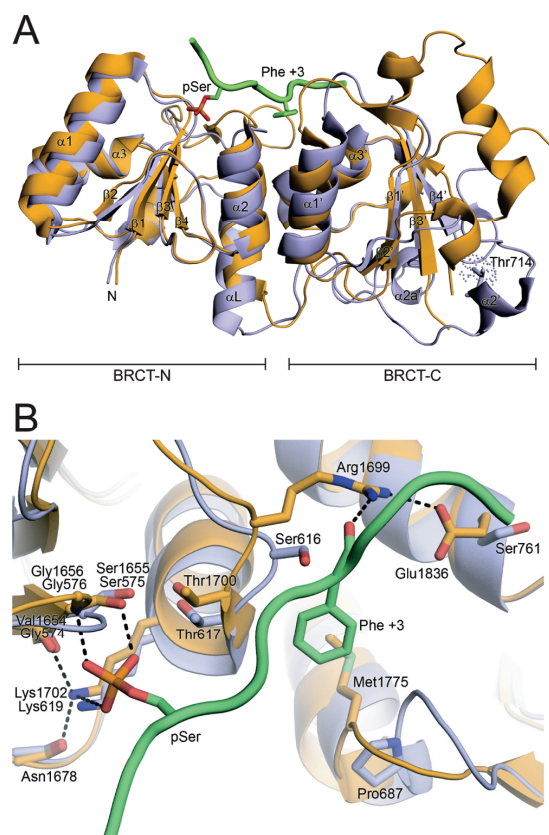 A
pSer
Phe +3
α1
α3
β2
β1
β3
β4
α2
αL
N
α3'
α1'
β1'
β4'
β3'
β2'
α2a'
Thr714
α2'
BRCT-N
BRCT-C
B
Arg1699
Ser616
Ser761
Glu1836
Gly1656
Gly576
Ser1655
Ser575
Thr1700
Val1654
Gly574
Thr617
Phe +3
Lys1702
Lys619
Met1775
pSer
Asn1678
Pro687